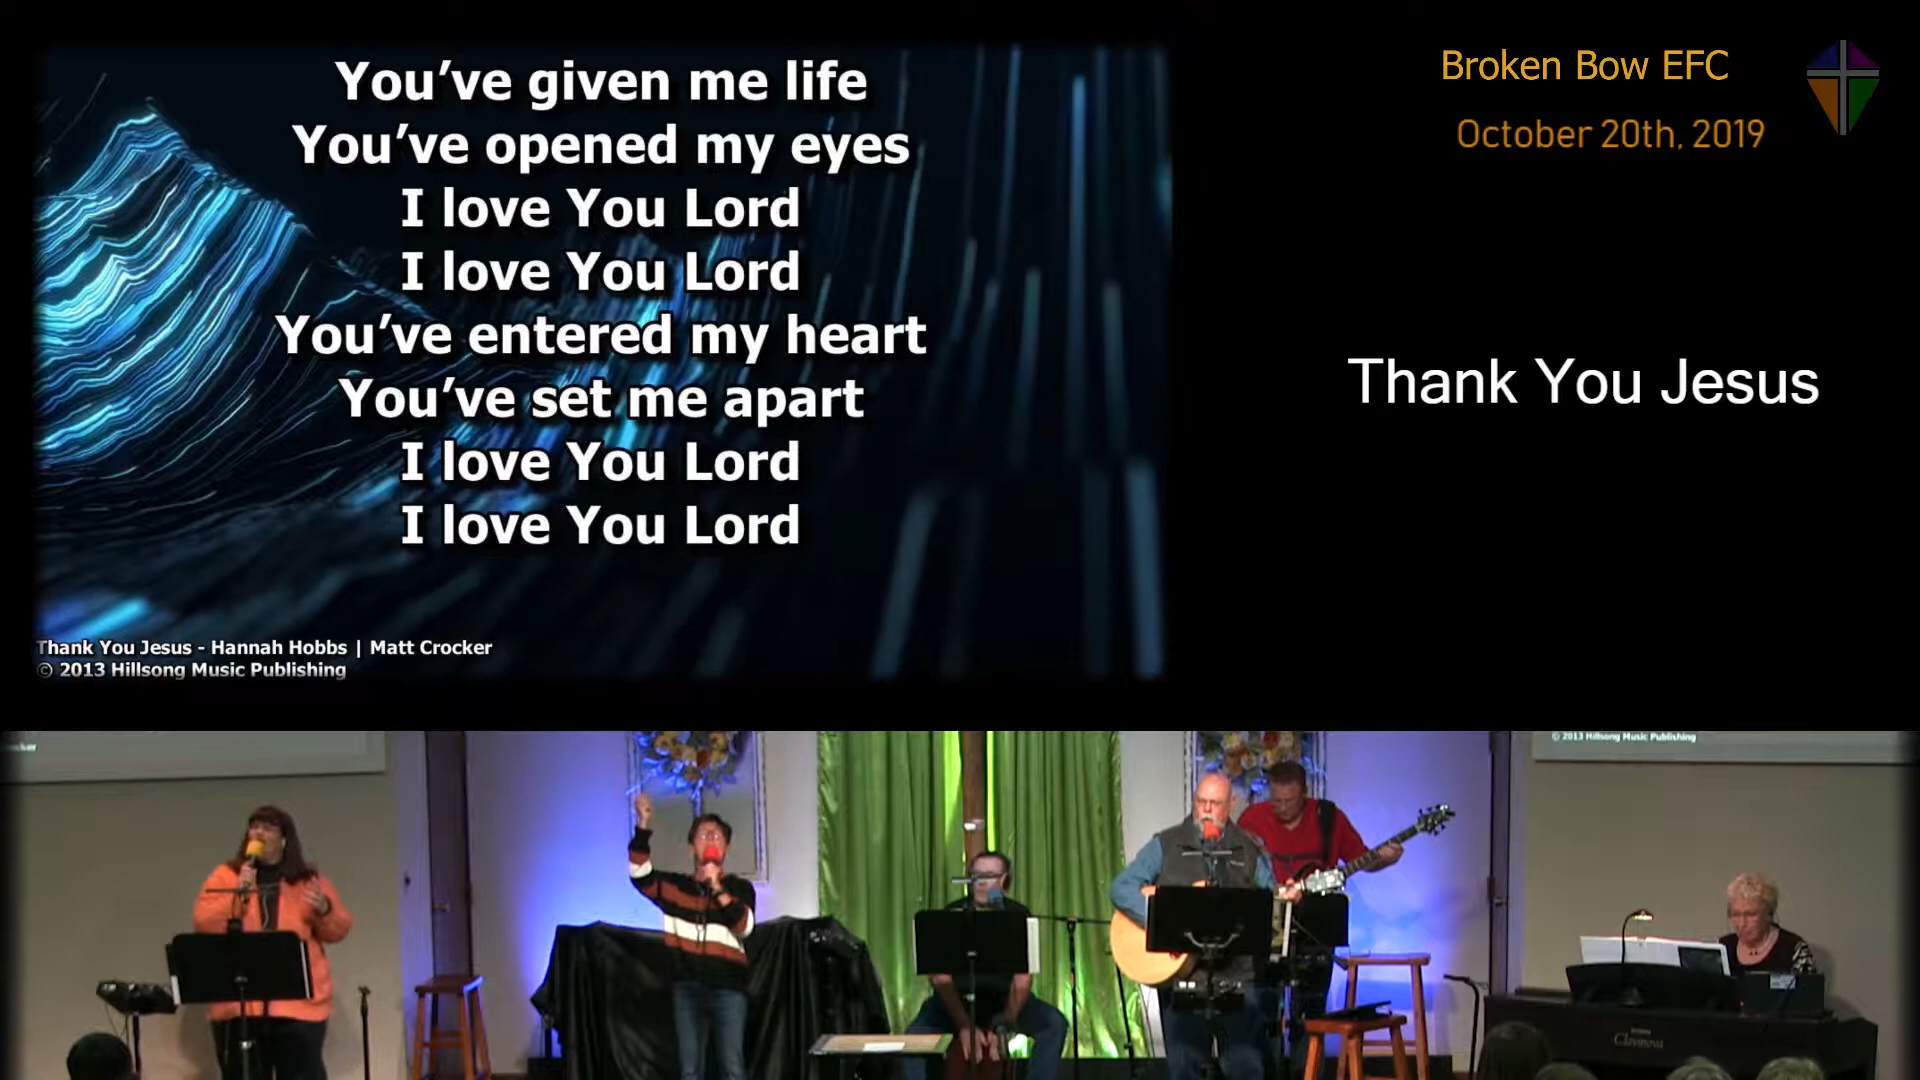 You've given me life
You've opened my eyes
I love You Lord
I love You Lord
You've entered my heart
You've set me apart
I love You Lord
I love You Lord
Thank You Jesus - Hannah Hobbs | Matt Crocker
© 2013 Hillsong Music Publishing
Broken Bow EFC
October 20th, 2019
Thank You Jesus
ocker
© 2013 Hillsong Music Publishing
Clavinova